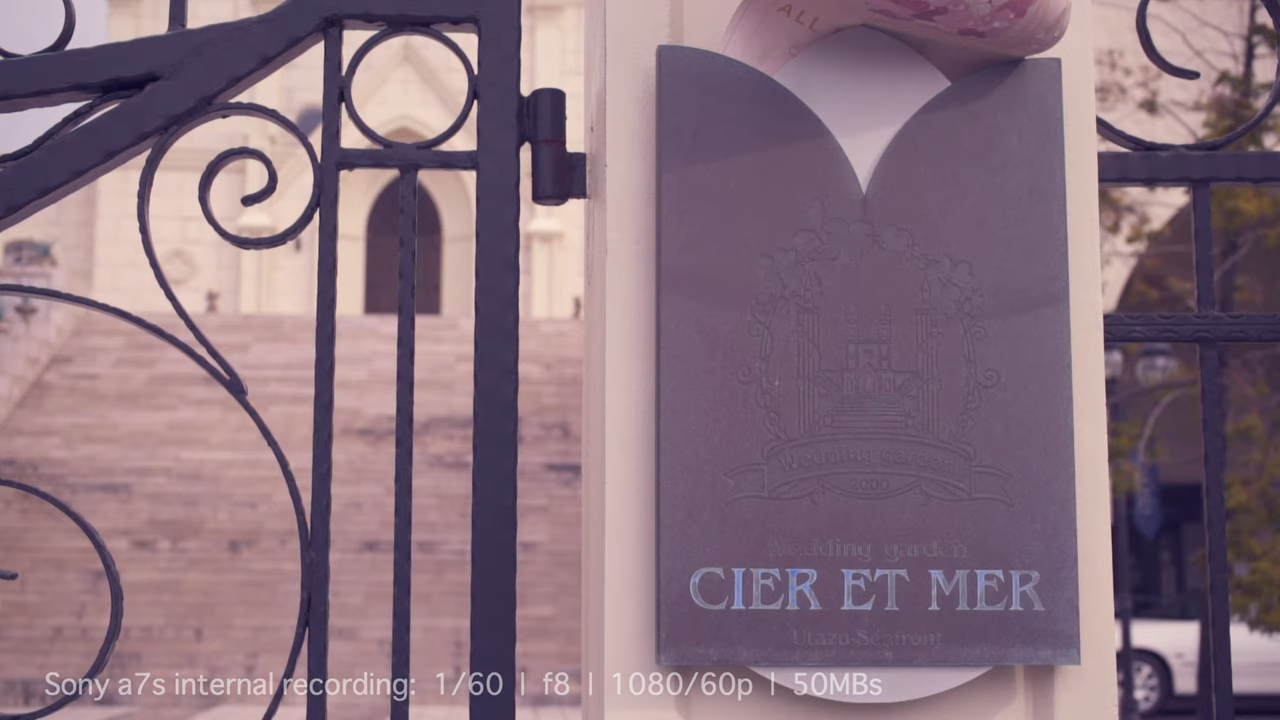 ALL
Wedding garden
2000
Wedding garden
CIER ET MER
Utazu-Seafront
Sony a7s internal recording: 1/60 | f8 | 1080/60p | 50MBs